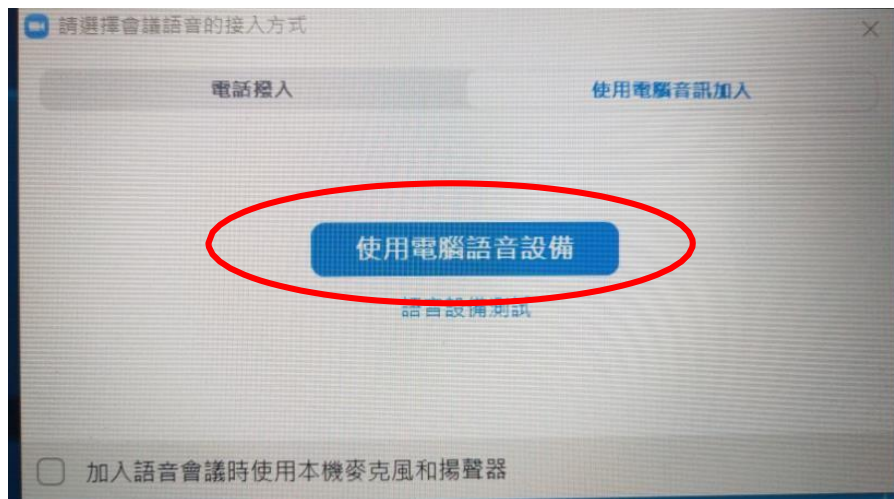 請選擇會議語音的接入方式
電話撥入
使用電腦音訊加入
使用電腦語音設備
語音設備測試
加入語音會議時使用本機麥克風和揚聲器